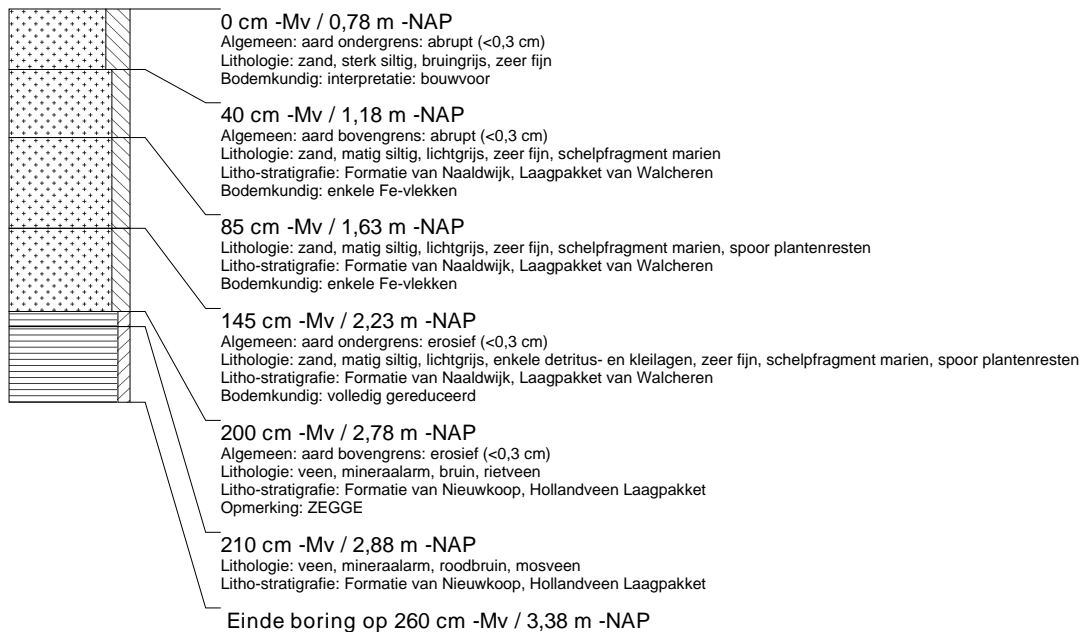 0 cm -Mv / 0,78 m -NAP
Algemeen: aard ondergrens: abrupt (<0,3 cm)
Lithologie: zand, sterk siltig, bruingrijs, zeer fijn
Bodemkundig: interpretatie: bouwvoor
40 cm -Mv / 1,18 m -NAP
Algemeen: aard bovengrens: abrupt (<0,3 cm)
Lithologie: zand, matig siltig, lichtgrijs, zeer fijn, schelpfragment marien
Litho-stratigrafie: Formatie van Naaldwijk, Laagpakket van Walcheren
Bodemkundig: enkele Fe-vlekken
85 cm -Mv / 1,63 m -NAP
Lithologie: zand, matig siltig, lichtgrijs, zeer fijn, schelpfragment marien, spoor plantenresten
Litho-stratigrafie: Formatie van Naaldwijk, Laagpakket van Walcheren
Bodemkundig: enkele Fe-vlekken
145 cm -Mv / 2,23 m -NAP
Algemeen: aard ondergrens: erosief (<0,3 cm)
Lithologie: zand, matig siltig, lichtgrijs, enkele detritus- en kleilagen, zeer fijn, schelpfragment marien, spoor plantenresten
Litho-stratigrafie: Formatie van Naaldwijk, Laagpakket van Walcheren
Bodemkundig: volledig gereduceerd
200 cm -Mv / 2,78 m -NAP
Algemeen: aard bovengrens: erosief (<0,3 cm)
Lithologie: veen, mineraalarm, bruin, rietveen
Litho-stratigrafie: Formatie van Nieuwkoop, Hollandveen Laagpakket
Opmerking: ZEGGE
210 cm -Mv / 2,88 m -NAP
Lithologie: veen, mineraalarm, roodbruin, mosveen
Litho-stratigrafie: Formatie van Nieuwkoop, Hollandveen Laagpakket
Einde boring op 260 cm -Mv / 3,38 m -NAP